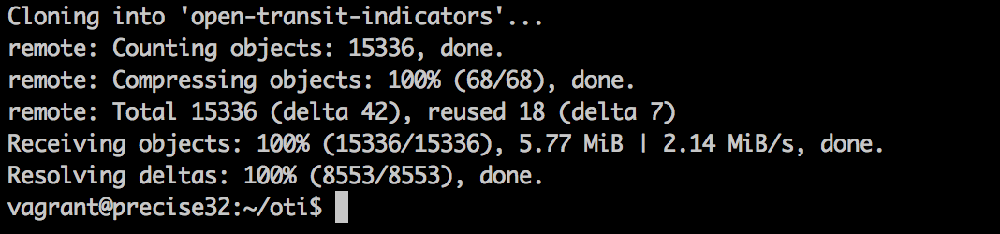 Cloning into 'open-transit-indicators'...
remote: Counting objects: 15336, done.
remote: Compressing objects: 100% (68/68), done.
remote: Total 15336 (delta 42), reused 18 (delta 7)
Receiving objects: 100% (15336/15336), 5.77 MiB | 2.14 MiB/s, done.
Resolving deltas: 100% (8553/8553), done.
vagrant@precise32:~/oti$